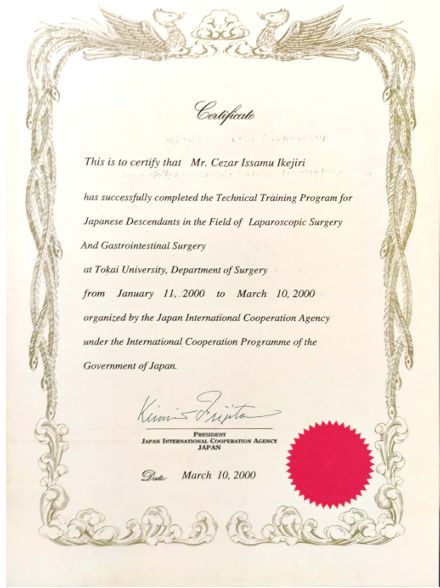 Certificate
This is to certify that Mr. Cezar Issamu Ikejiri
has successfully completed the Technical Training Program for
Japanese Descendants in the Field of Laparoscopic Surgery
And Gastrointestinal Surgery
at Tokai University, Department of Surgery
from January 11, 2000 to March 10, 2000
organized by the Japan International Cooperation Agency
under the International Cooperation Programme of the
Government of Japan.
Kimio Fujita
PRESIDENT
JAPAN INTERNATIONAL COOPERATION AGENCY
JAPAN
Date March 10, 2000